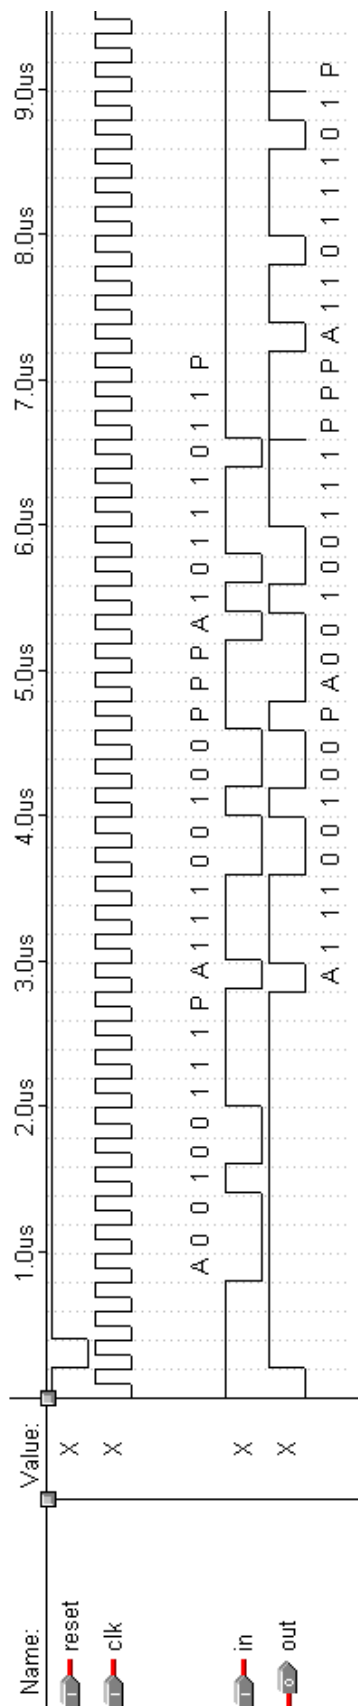 Name: Value: 1.0us 2.0us 3.0us 4.0us 5.0us 6.0us 7.0us 8.0us 9.0us
reset X
clk X
A 0 0 1 0 0 1 1 1 P A 1 1 1 0 0 1 0 0 P P P A 1 0 1 1 1 0 1 1 P
in X
out X
A 1 1 1 0 0 1 0 0 P A 0 0 1 0 0 1 1 1 P P P A 1 1 0 1 1 1 0 1 P